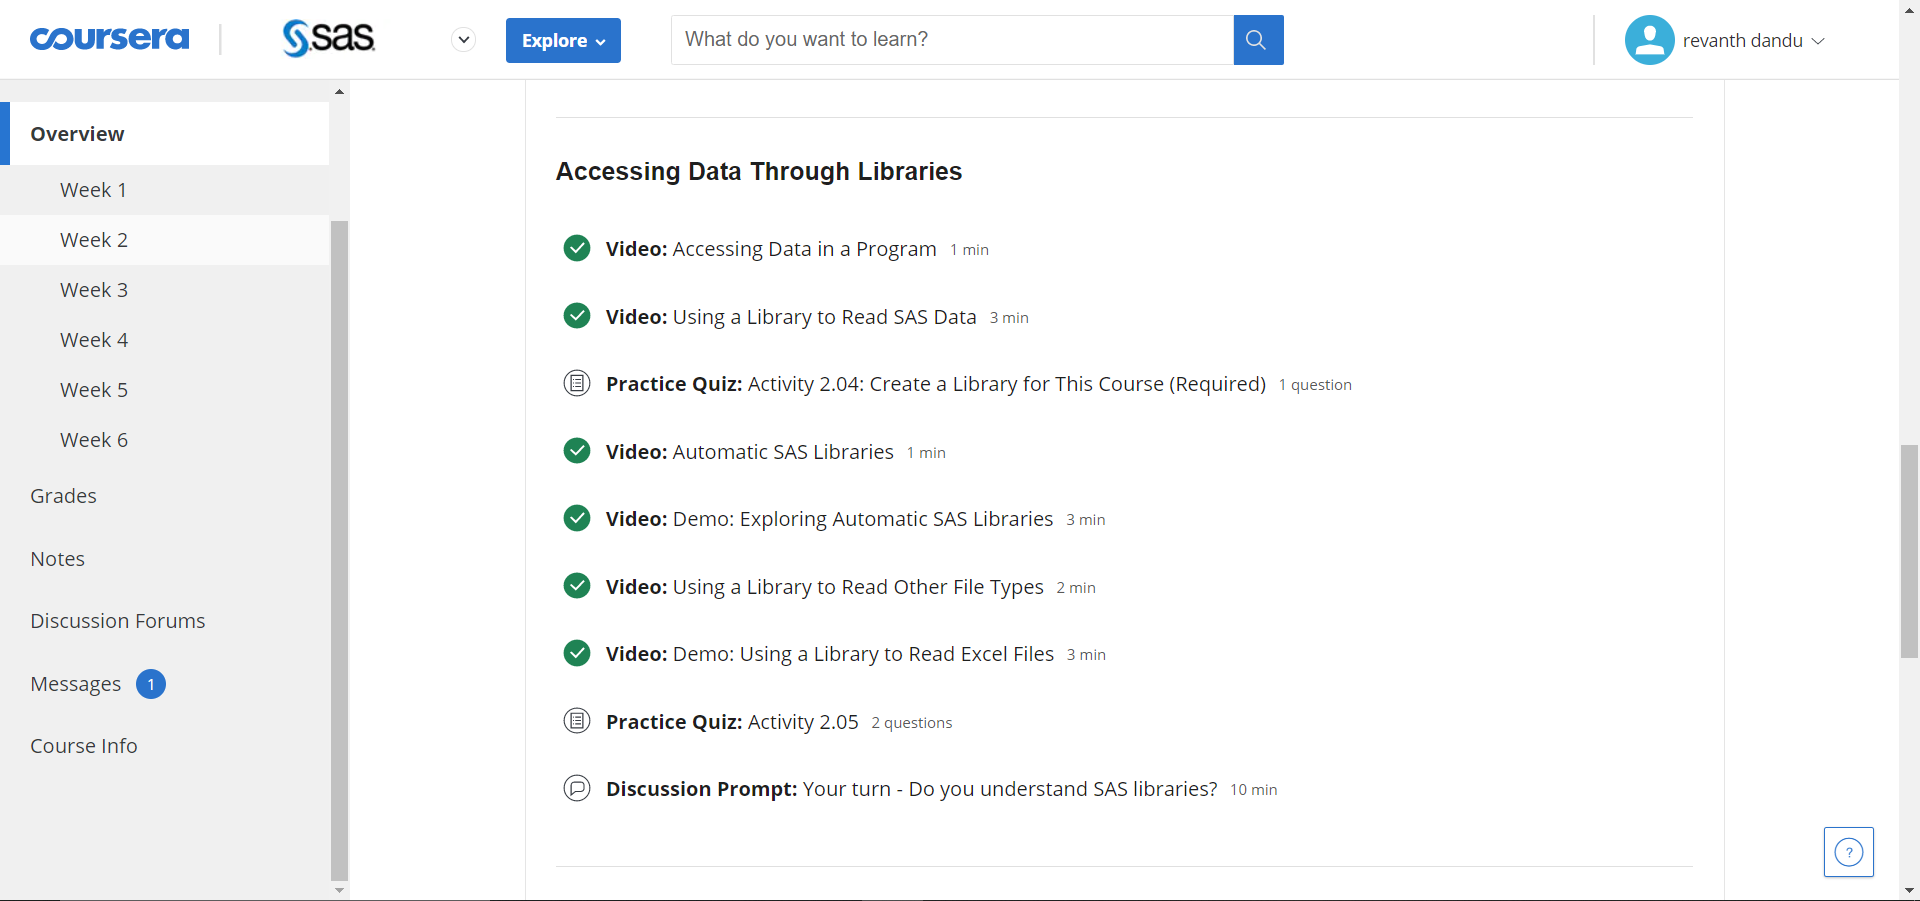 coursera
sas
Explore
What do you want to learn?
revanth dandu
Overview
Week 1
Week 2
Week 3
Week 4
Week 5
Week 6
Grades
Notes
Discussion Forums
Messages 1
Course Info
Accessing Data Through Libraries
Video: Accessing Data in a Program 1 min
Video: Using a Library to Read SAS Data 3 min
Practice Quiz: Activity 2.04: Create a Library for This Course (Required) 1 question
Video: Automatic SAS Libraries 1 min
Video: Demo: Exploring Automatic SAS Libraries 3 min
Video: Using a Library to Read Other File Types 2 min
Video: Demo: Using a Library to Read Excel Files 3 min
Practice Quiz: Activity 2.05 2 questions
Discussion Prompt: Your turn - Do you understand SAS libraries? 10 min
?